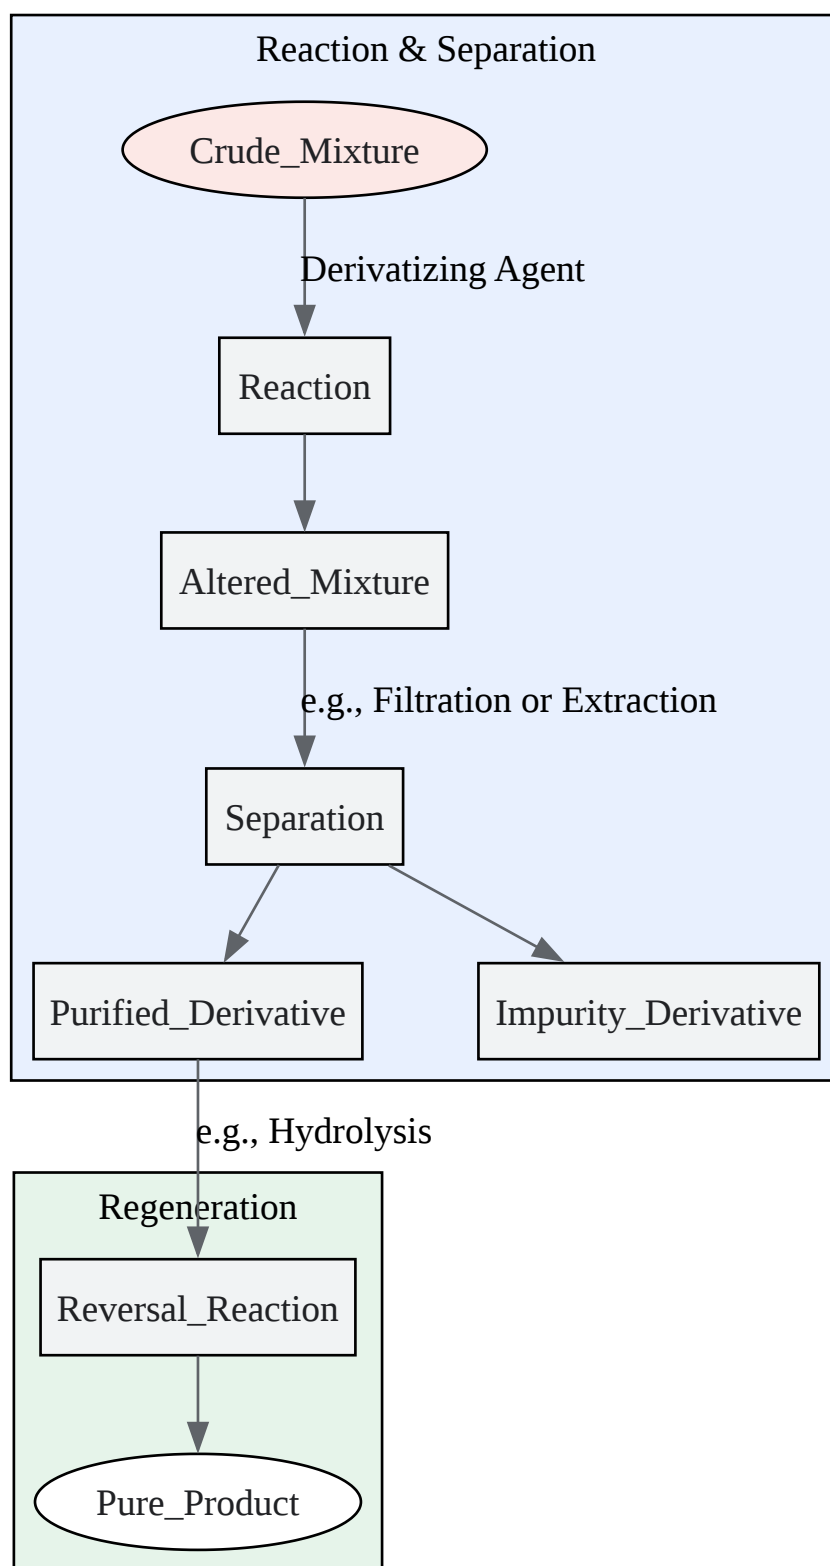 Reaction & Separation
Crude_Mixture
Derivatizing Agent
Reaction
Altered_Mixture
e.g., Filtration or Extraction
Separation
Purified_Derivative
Impurity_Derivative
e.g., Hydrolysis
Regeneration
Reversal_Reaction
Pure_Product